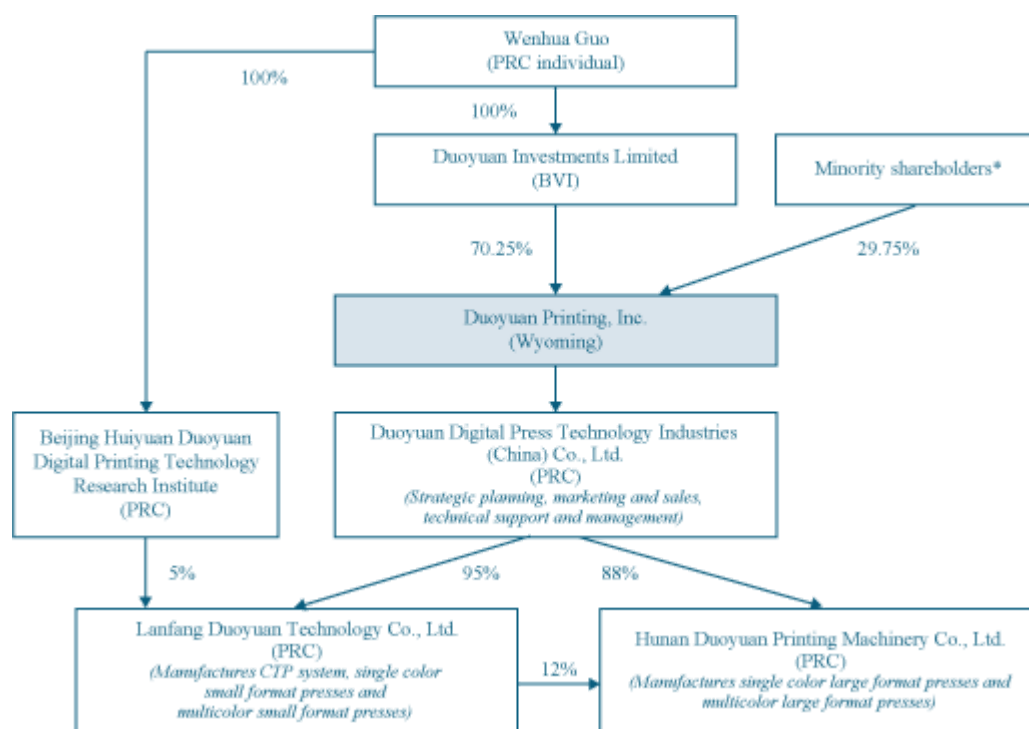 Wenhua Guo
(PRC individual)
100%
100%
Duoyuan Investments Limited
(BVI)
Minority shareholders*
70.25%
29.75%
Duoyuan Printing, Inc.
(Wyoming)
Beijing Huiyuan Duoyuan
Digital Printing Technology
Research Institute
(PRC)
Duoyuan Digital Press Technology Industries
(China) Co., Ltd.
(PRC)
(Strategic planning, marketing and sales,
technical support and management)
5%
95%
88%
Lanfang Duoyuan Technology Co., Ltd.
(PRC)
(Manufactures CTP system, single color
small format presses and
multicolor small format presses)
12%
Hunan Duoyuan Printing Machinery Co., Ltd.
(PRC)
(Manufactures single color large format presses and
multicolor large format presses)